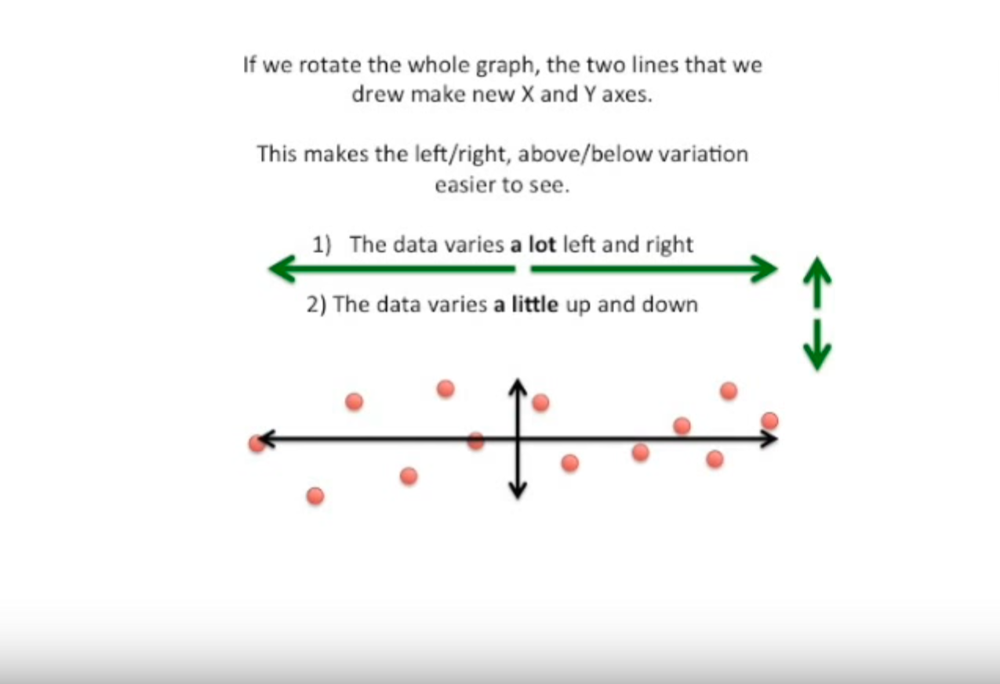 If we rotate the whole graph, the two lines that we
drew make new X and Y axes.
This makes the left/right, above/below variation
easier to see.
1) The data varies a lot left and right
2) The data varies a little up and down